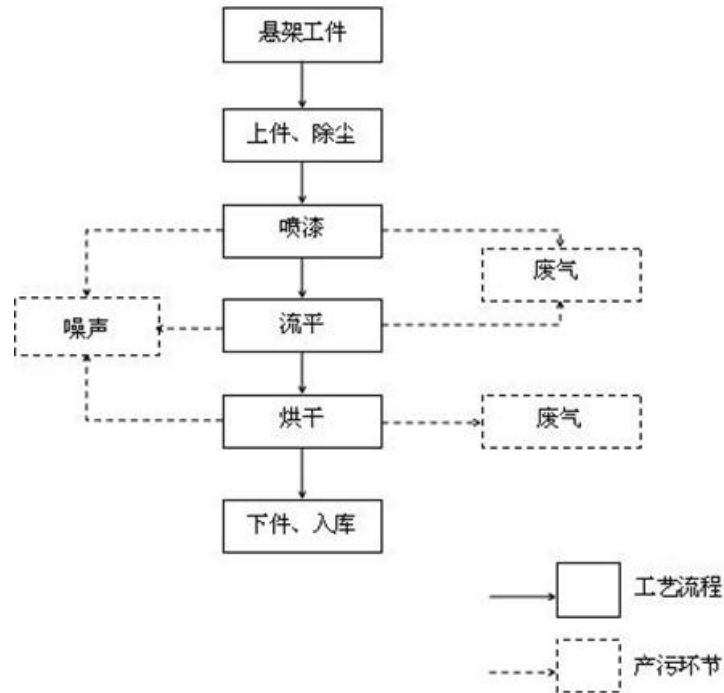 悬架工件
上件、除尘
喷漆
废气
噪声
流平
烘干
废气
下件、入库
工艺流程
产污环节